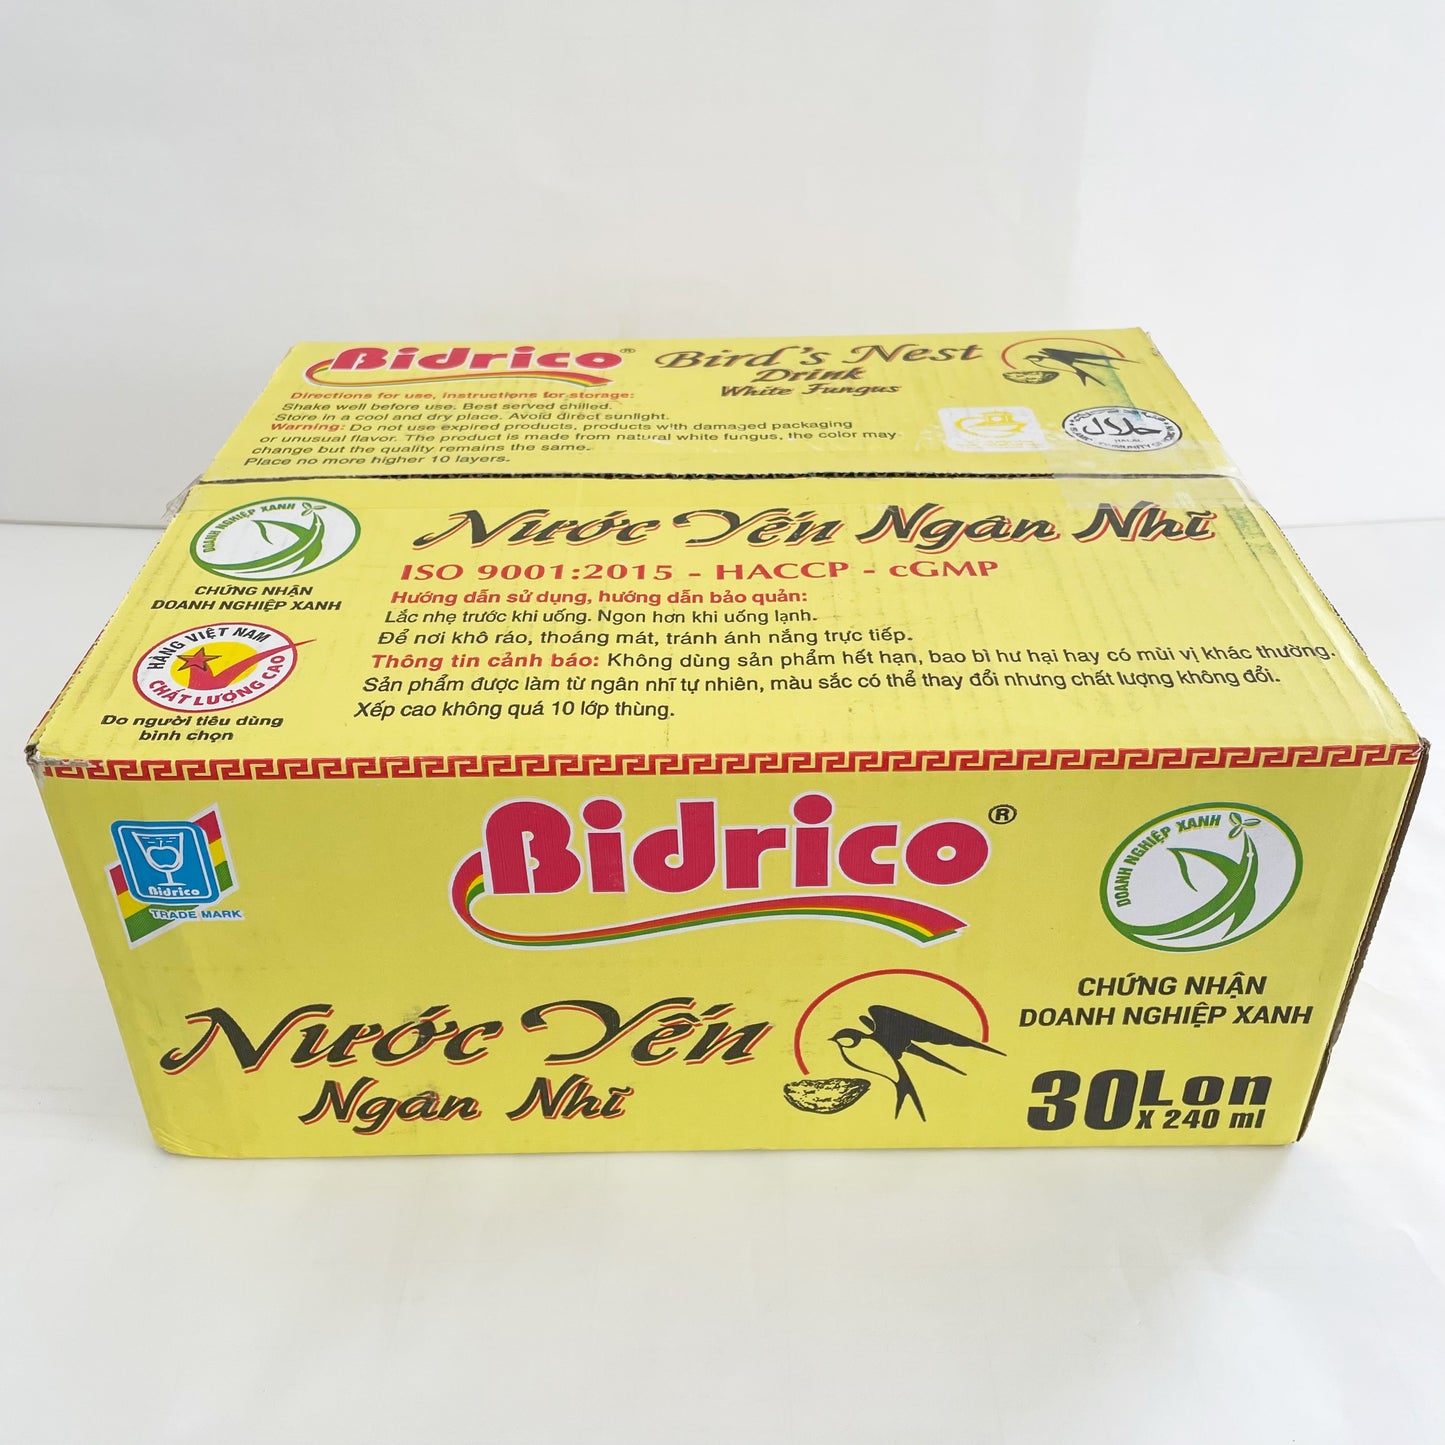 Bidrico®
Bird's Nest
Drink
White Fungus
Directions for use, instructions for storage:
Shake well before use. Best served chilled.
Store in a cool and dry place. Avoid direct sunlight.
Warning: Do not use expired products, products with damaged packaging
or unusual flavor. The product is made from natural white fungus, the color may
change but the quality remains the same.
Place no more higher 10 layers.
حلال
HALAL
DOANH NGHIỆP XANH
CHỨNG NHẬN
DOANH NGHIỆP XANH
HÀNG VIỆT NAM
CHẤT LƯỢNG CAO
Do người tiêu dùng
bình chọn
Nước Yến Ngân Nhĩ
ISO 9001:2015 - HACCP - cGMP
Hướng dẫn sử dụng, hướng dẫn bảo quản:
Lắc nhẹ trước khi uống. Ngon hơn khi uống lạnh.
Để nơi khô ráo, thoáng mát, tránh ánh nắng trực tiếp.
Thông tin cảnh báo: Không dùng sản phẩm hết hạn, bao bì hư hại hay có mùi vị khác thường.
Sản phẩm được làm từ ngân nhĩ tự nhiên, màu sắc có thể thay đổi nhưng chất lượng không đổi.
Xếp cao không quá 10 lớp thùng.
Bidrico
TRADE MARK
Bidrico®
DOANH NGHIỆP XANH
CHỨNG NHẬN
DOANH NGHIỆP XANH
Nước Yến
Ngân Nhĩ
30 Lon
X 240 ml